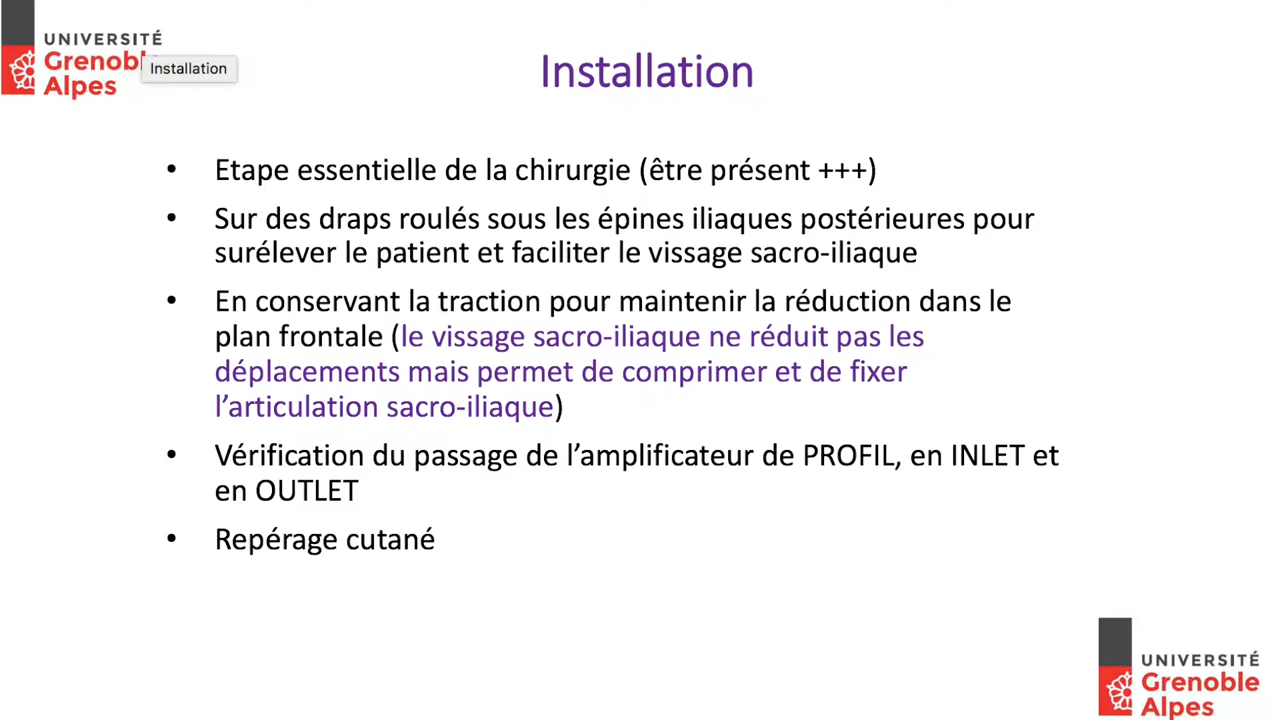 UNIVERSITÉ
Grenoble
Alpes
Installation
Installation
• Etape essentielle de la chirurgie (être présent +++)
• Sur des draps roulés sous les épines iliaques postérieures pour
surélever le patient et faciliter le vissage sacro-iliaque
• En conservant la traction pour maintenir la réduction dans le
plan frontale (le vissage sacro-iliaque ne réduit pas les
déplacements mais permet de comprimer et de fixer
l’articulation sacro-iliaque)
• Vérification du passage de l’amplificateur de PROFIL, en INLET et
en OUTLET
• Repérage cutané
UNIVERSITÉ
Grenoble
Alpes